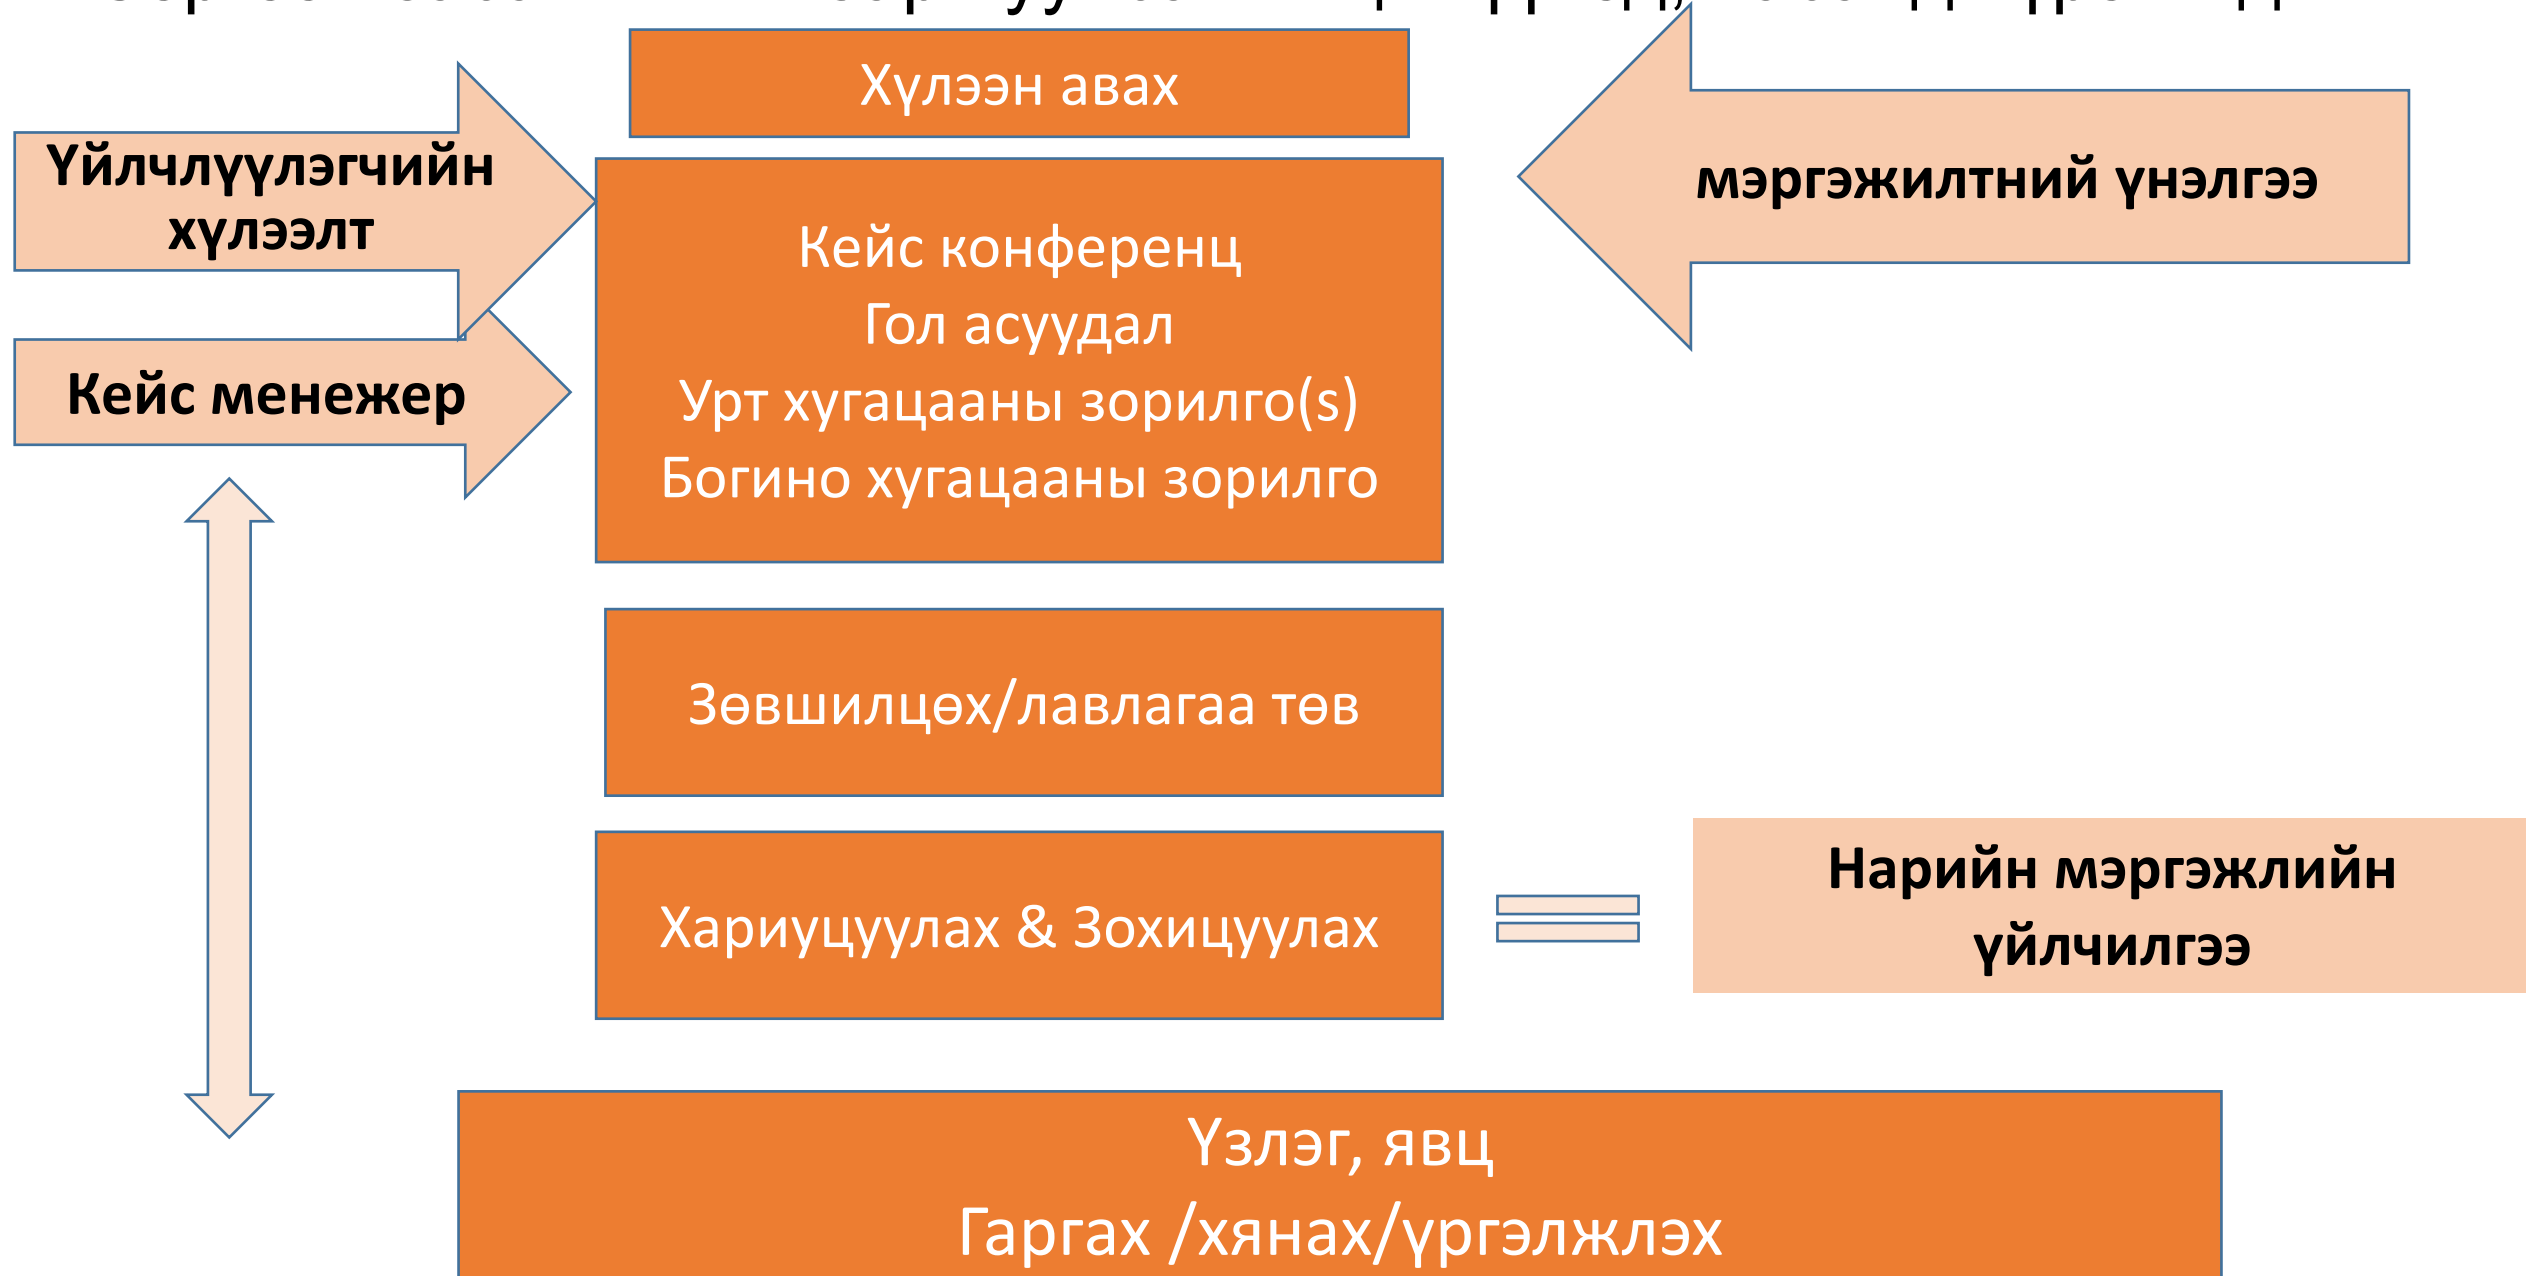 Хүлээн авах
Үйлчлүүлэгчийн
хүлээлт
мэргэжилтний үнэлгээ
Кейс конференц
Гол асуудал
Урт хугацааны зорилго(s)
Богино хугацааны зорилго
Кейс менежер
Зөвшилцөх/лавлагаа төв
Хариуцуулах & Зохицуулах
Нарийн мэргэжлийн
үйлчилгээ
Үзлэг, явц
Гаргах /хянах/үргэлжлэх